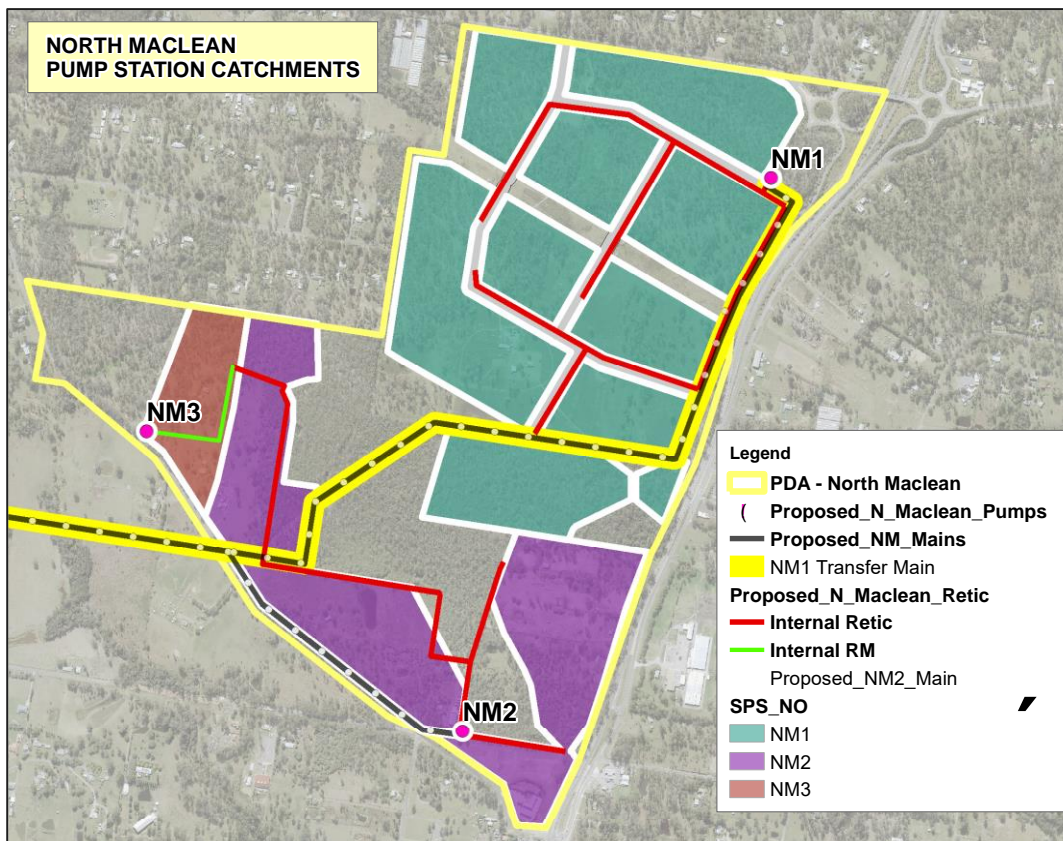 NORTH MACLEAN
PUMP STATION CATCHMENTS
NM1
NM3
NM2
Legend
PDA - North Maclean
( Proposed_N_Maclean_Pumps
Proposed_NM_Mains
NM1 Transfer Main
Proposed_N_Maclean_Retic
Internal Retic
Internal RM
Proposed_NM2_Main
SPS_NO
NM1
NM2
NM3